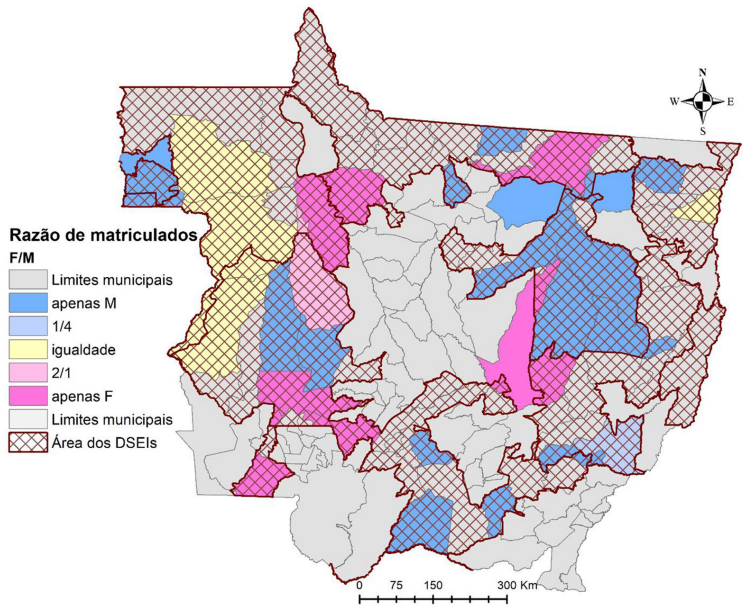 N
W E
S
Razão de matriculados
F/M
Limites municipais
apenas M
1/4
igualdade
2/1
apenas F
Limites municipais
Área dos DSEIs
0 75 150 300 Km